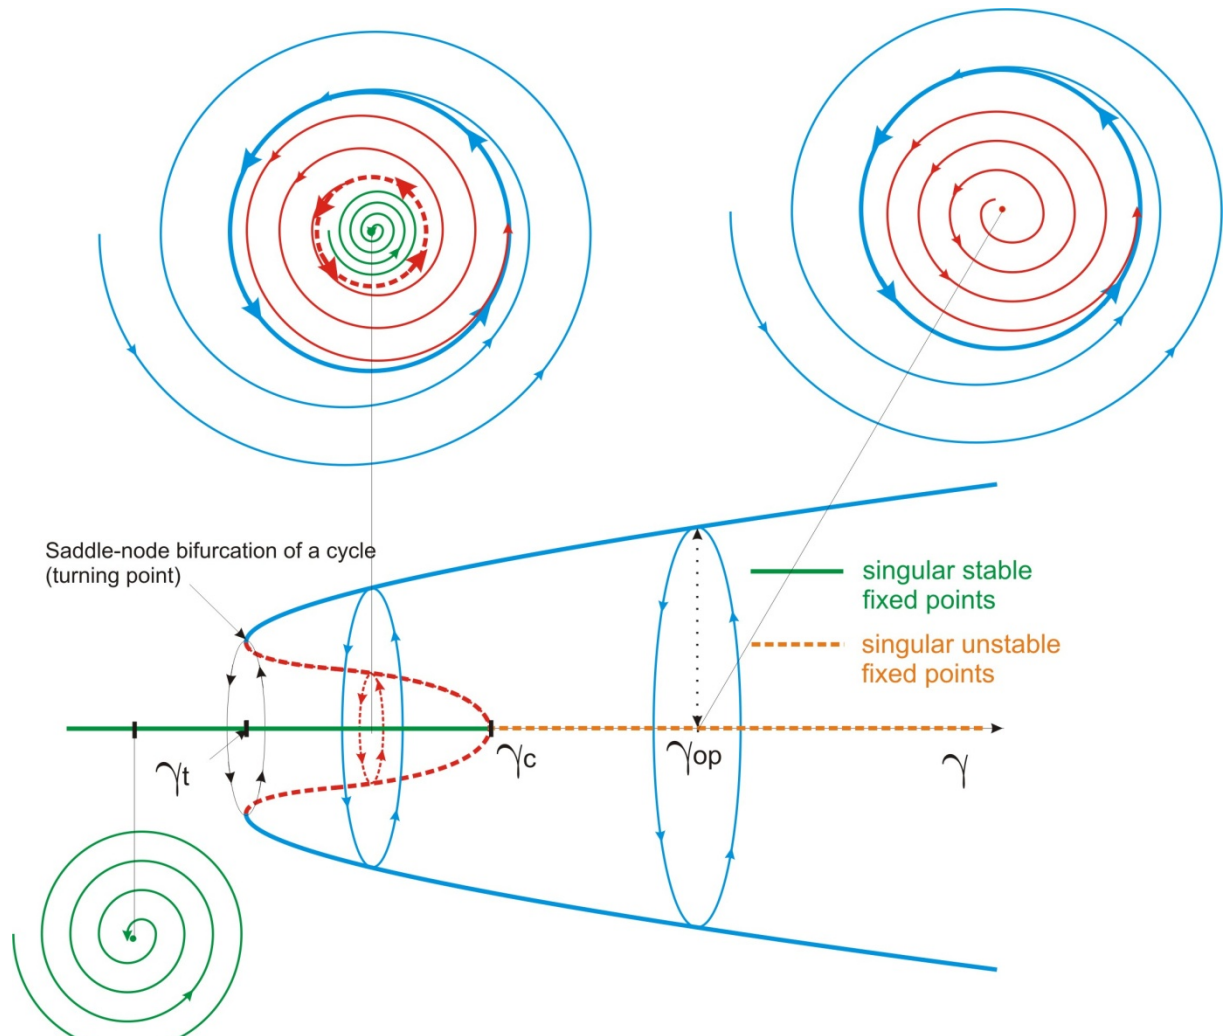 Saddle-node bifurcation of a cycle
(turning point)
singular stable
fixed points
singular unstable
fixed points
γt
γc
γop
γ